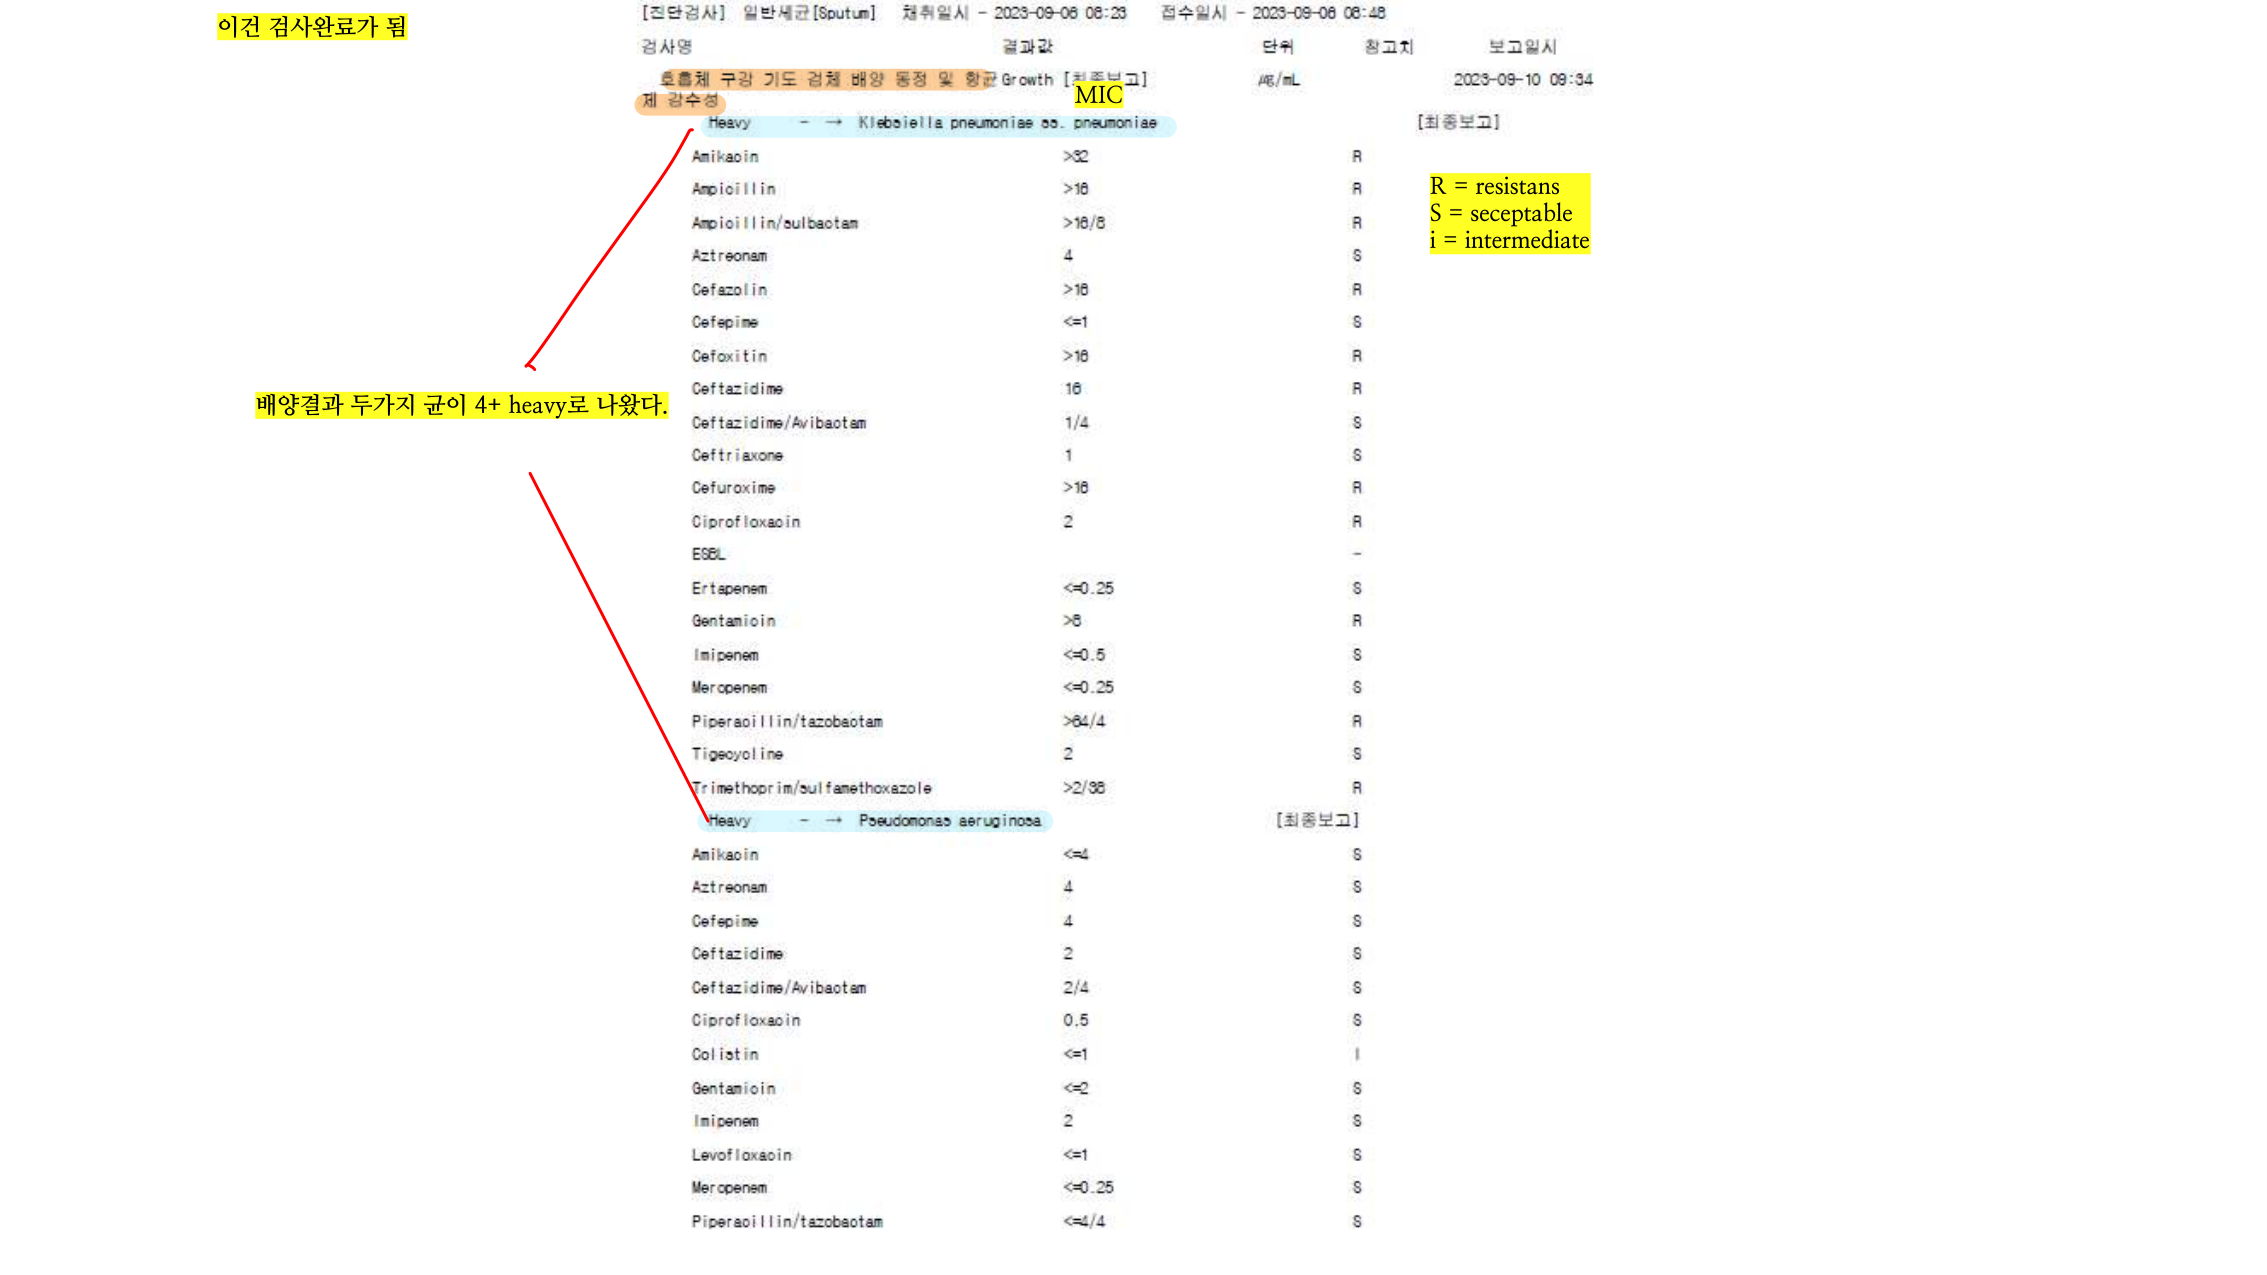 이건 검사완료가 됨
[진단검사] 일반세균[Sputum] 채취일시 - 2023-09-06 06:23 접수일시 - 2023-09-06 06:48
검사명 결과값 단위 참고치 보고일시
호흡체 구강 기도 검체 배양 동정 및 항균 Growth [최종보고] ㎍/mL 2023-09-10 09:34
MIC
제 감수성
Heavy - → Klebsiella pneumoniae ss. pneumoniae [최종보고]
Amikacin >32 R
R = resistans
Ampicillin >16 R
S = seceptable
Ampicillin/sulbactam >16/8 R
i = intermediate
Aztreonam 4 S
Cefazolin >16 R
Cefepime <=1 S
Cefoxitin >16 R
Ceftazidime 16 R
배양결과 두가지 균이 4+ heavy로 나왔다.
Ceftazidime/Avibactam 1/4 S
Ceftriaxone 1 S
Cefuroxime >16 R
Ciprofloxacin 2 R
ESBL -
Ertapenem <=0.25 S
Gentamicin >8 R
Imipenem <=0.5 S
Meropenem <=0.25 S
Piperacillin/tazobactam >64/4 R
Tigecycline 2 S
Trimethoprim/sulfamethoxazole >2/38 R
Heavy - → Pseudomonas aeruginosa [최종보고]
Amikacin <=4 S
Aztreonam 4 S
Cefepime 4 S
Ceftazidime 2 S
Ceftazidime/Avibactam 2/4 S
Ciprofloxacin 0.5 S
Colistin <=1 I
Gentamicin <=2 S
Imipenem 2 S
Levofloxacin <=1 S
Meropenem <=0.25 S
Piperacillin/tazobactam <=4/4 S